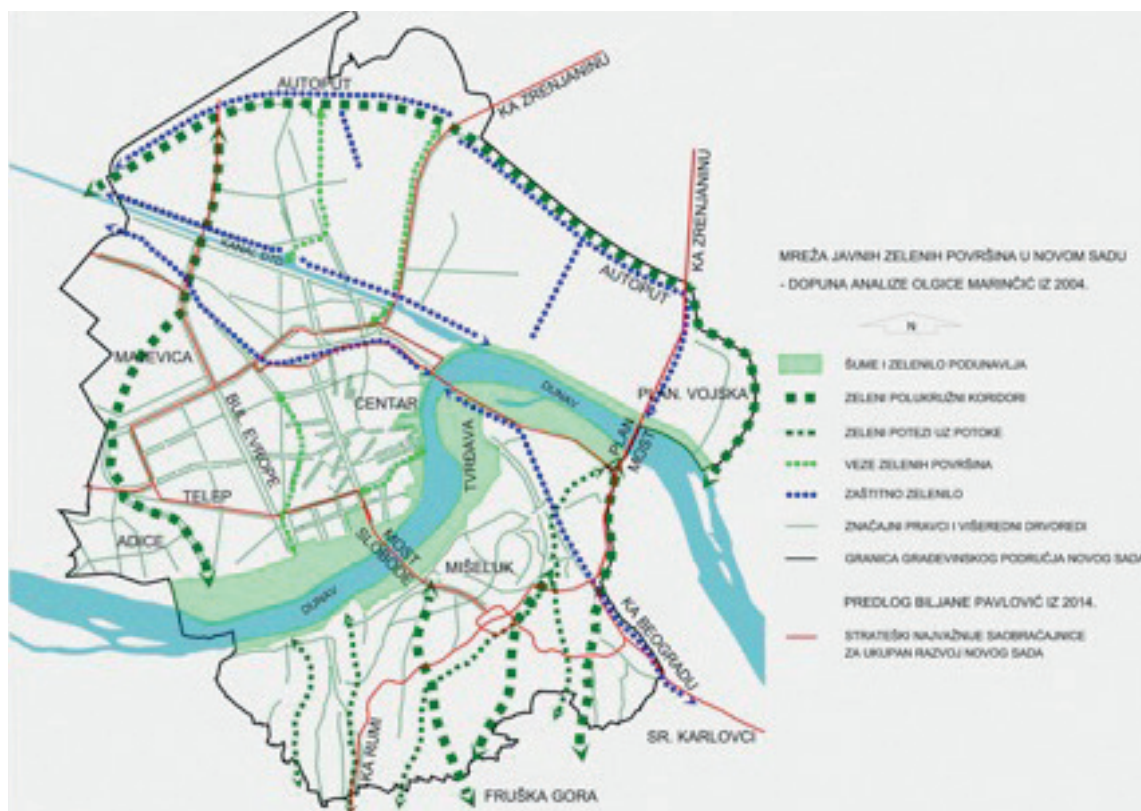 AUTOPUT
KA ZRENJANINU
KA ZRENJANINU
AUTOPUT
KANAL DTD
MREŽA JAVNIH ZELENIH POVRŠINA U NOVOM SADU
- DOPUNA ANALIZE OLGICE MARINČIĆ IZ 2004.
N
ŠUME I ZELENILO PODUNAVLJA
ZELENI POLUKRUŽNI KORIDORI
ZELENI POTEZI UZ POTOKE
VEZE ZELENIH POVRŠINA
ZAŠTITNO ZELENILO
ZNAČAJNI PRAVCI I VIŠEREDNI DRVOREDI
GRANICA GRAĐEVINSKOG PODRUČJA NOVOG SADA
PREDLOG BILJANE PAVLOVIĆ IZ 2014.
STRATEŠKI NAJVAŽNIJE SAOBRAĆAJNICE
ZA UKUPAN RAZVOJ NOVOG SADA
MATEVICA
BUL. EVROPE
CENTAR
DUNAV
PLAN. VOJSKA
PLAN
MOST
TVRĐAVA
TELEP
ADICE
MOST
SLOBODE
MIŠELUK
DUNAV
KA BEOGRADU
SR. KARLOVCI
KA RUMI
FRUŠKA GORA